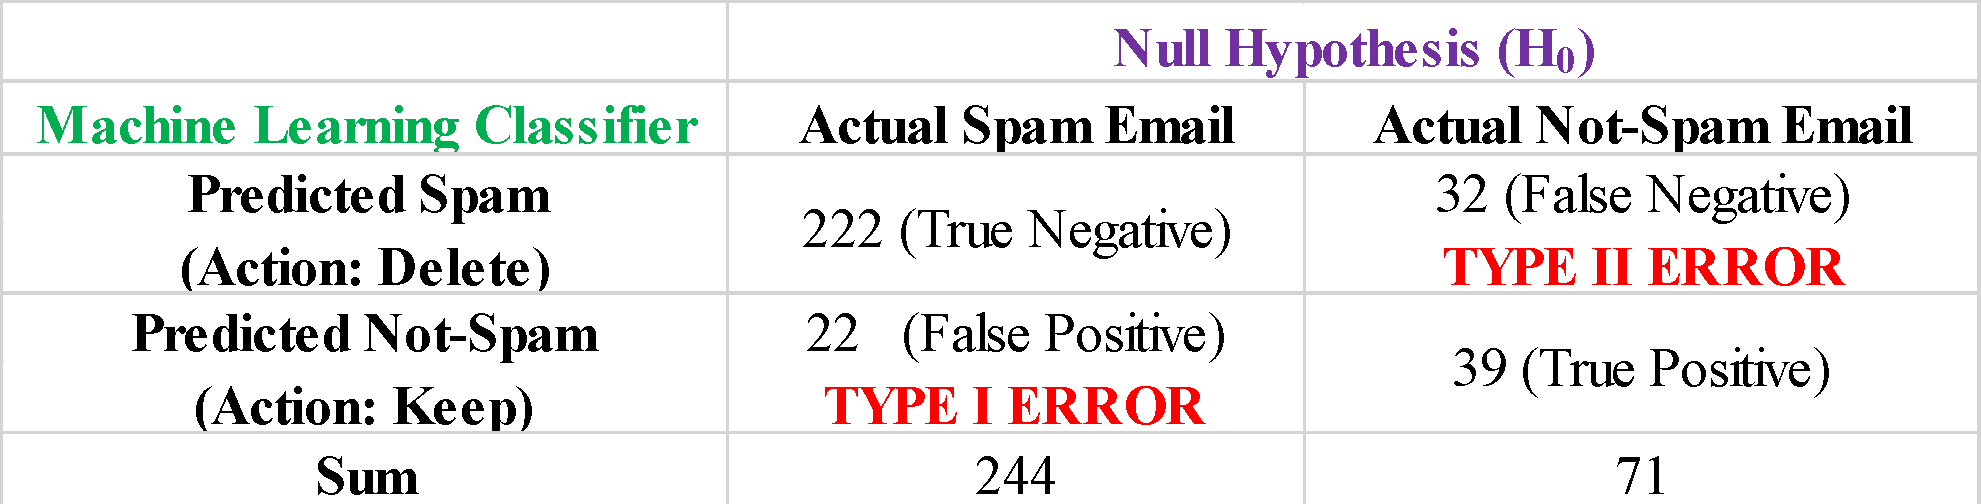 Null Hypothesis (H₀)
Machine Learning Classifier
Actual Spam Email
Actual Not-Spam Email
Predicted Spam
(Action: Delete)
222 (True Negative)
32 (False Negative)
TYPE II ERROR
Predicted Not-Spam
(Action: Keep)
22 (False Positive)
TYPE I ERROR
39 (True Positive)
Sum
244
71